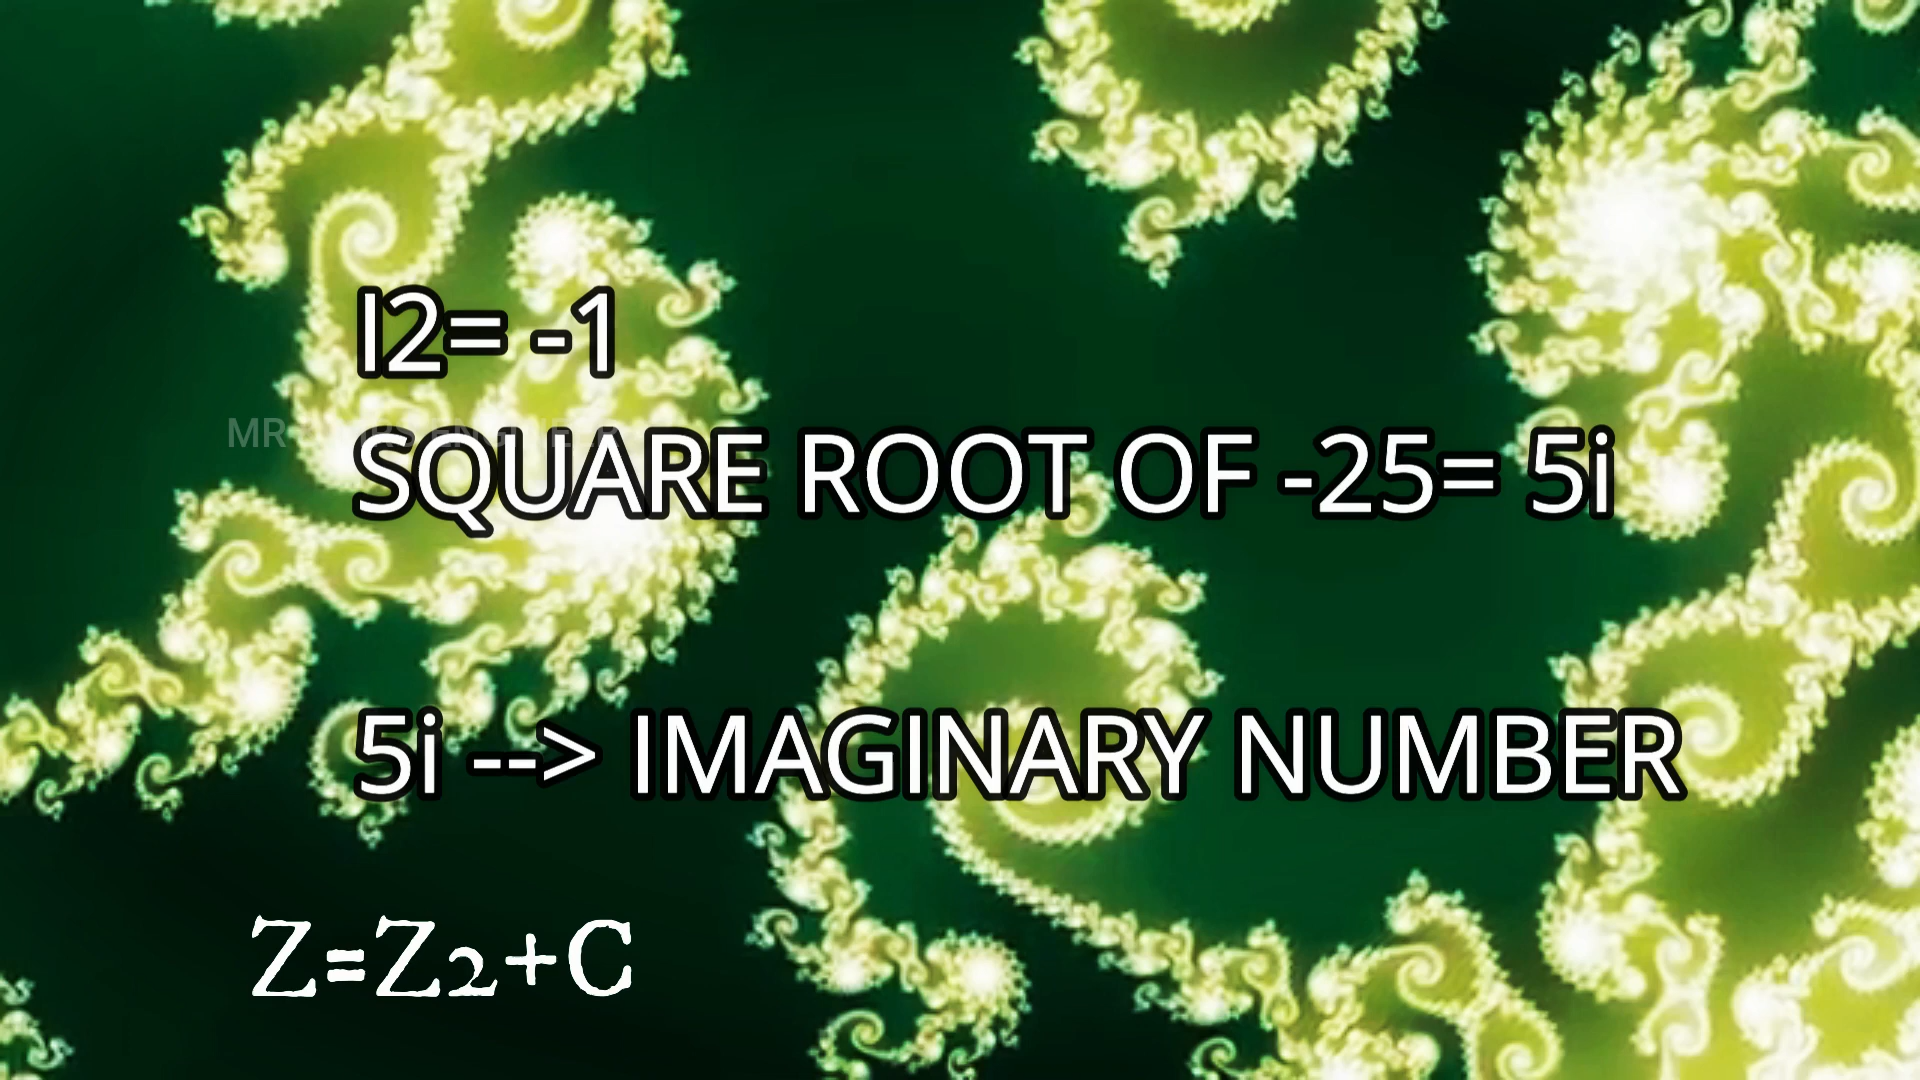 I2= -1
SQUARE ROOT OF -25= 5i
5i --> IMAGINARY NUMBER
Z=Z2+C